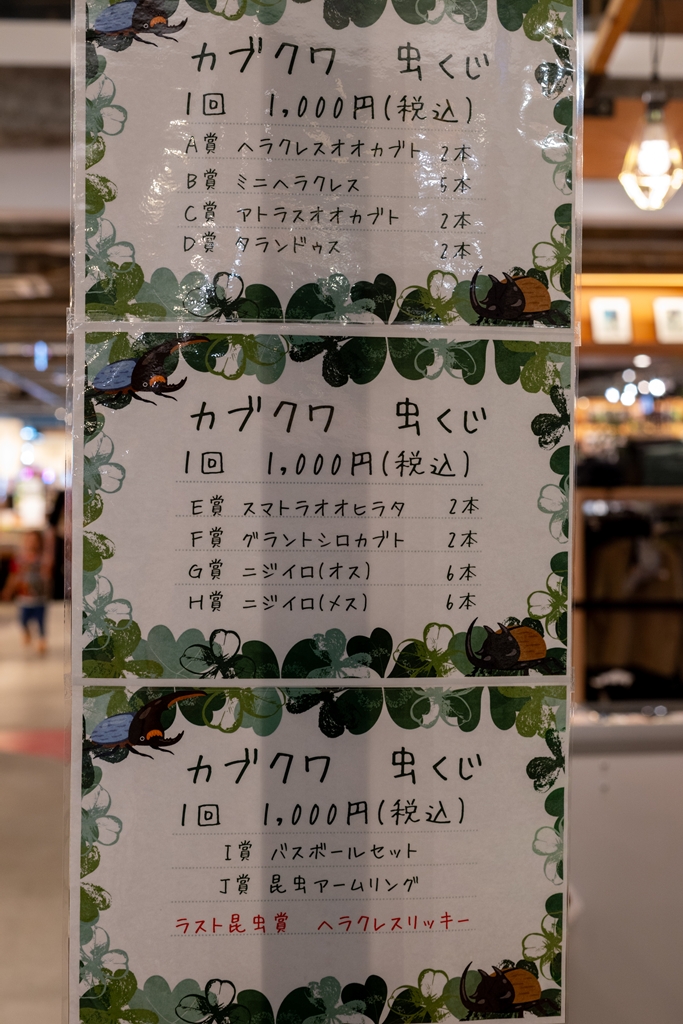 カブクワ 虫くじ
1回 1,000円(税込)
A賞 ヘラクレスオオカブト 2本
B賞 ミニヘラクレス 5本
C賞 アトラスオオカブト 2本
D賞 タランドゥス 2本
カブクワ 虫くじ
1回 1,000円(税込)
E賞 スマトラオオヒラタ 2本
F賞 グラントシロカブト 2本
G賞 ニジイロ(オス) 6本
H賞 ニジイロ(メス) 6本
カブクワ 虫くじ
1回 1,000円(税込)
I賞 バスボールセット
J賞 昆虫アームリング
ラスト昆虫賞 ヘラクレスリッキー